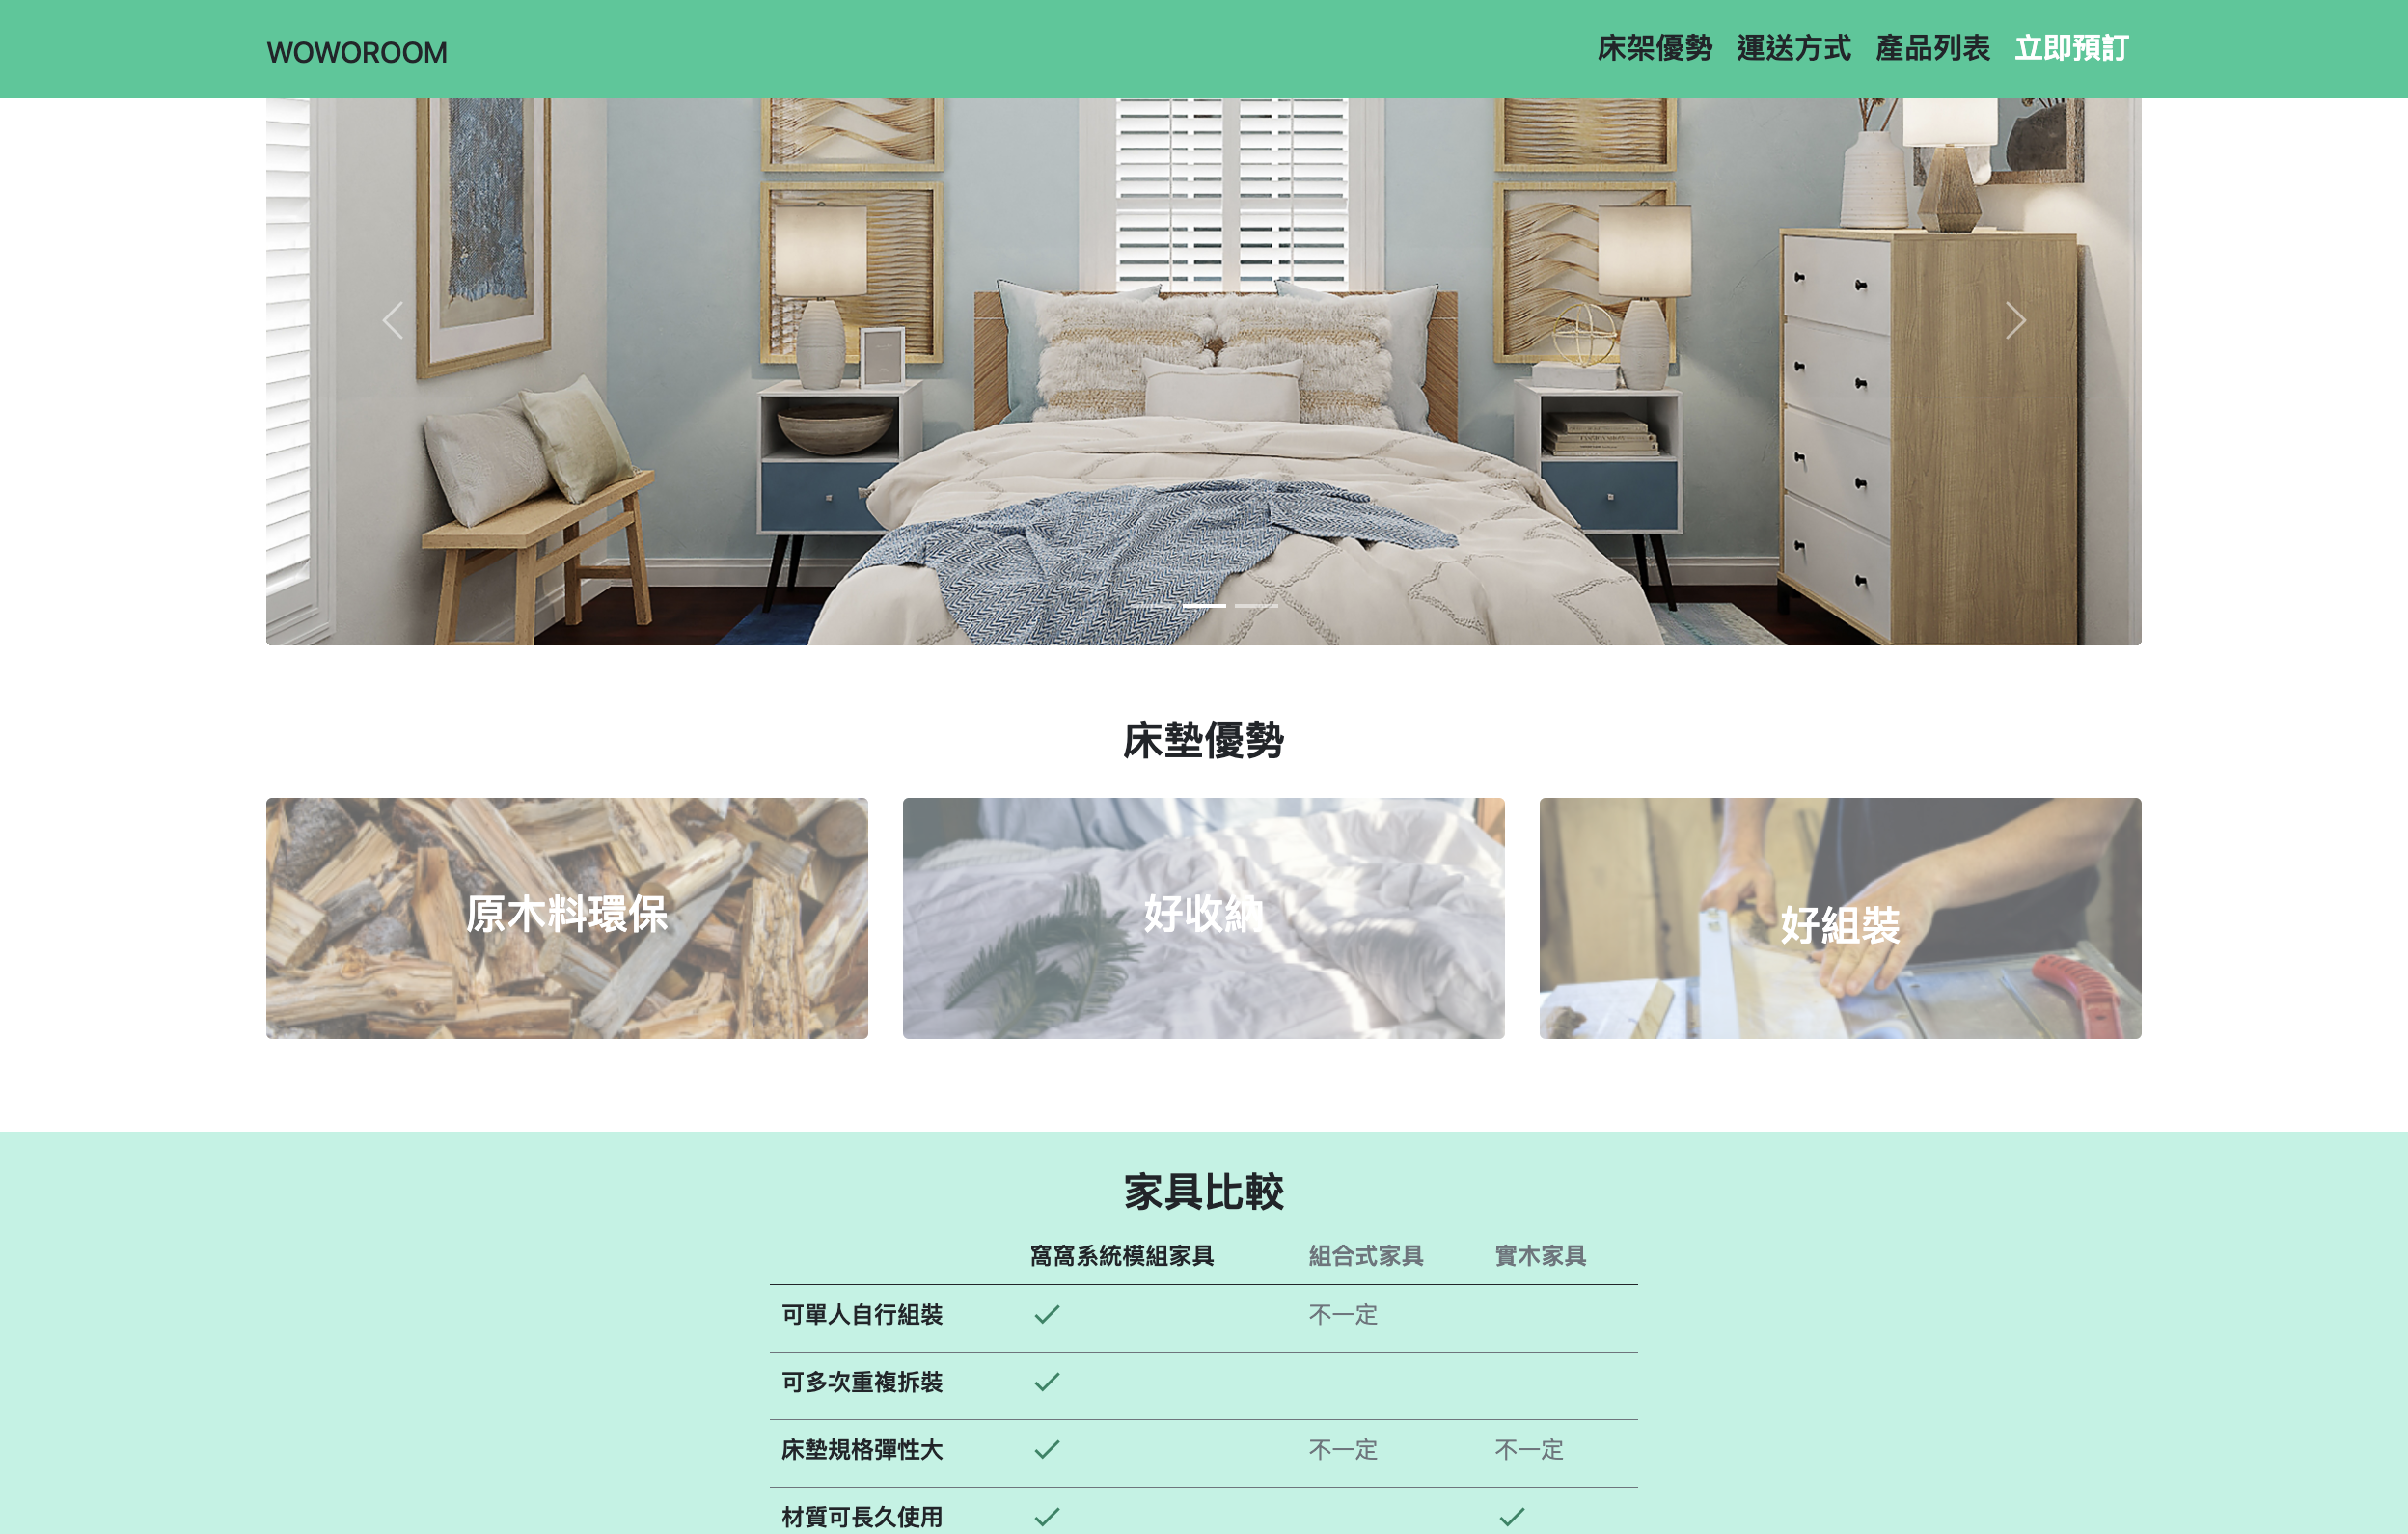 WOWOROOM
床架優勢 運送方式 產品列表 立即預訂
床墊優勢
原木料環保
好收納
好組裝
家具比較
窩窩系統模組家具 組合式家具 實木家具
可單人自行組裝 不一定
可多次重複拆裝
床墊規格彈性大 不一定 不一定
材質可長久使用